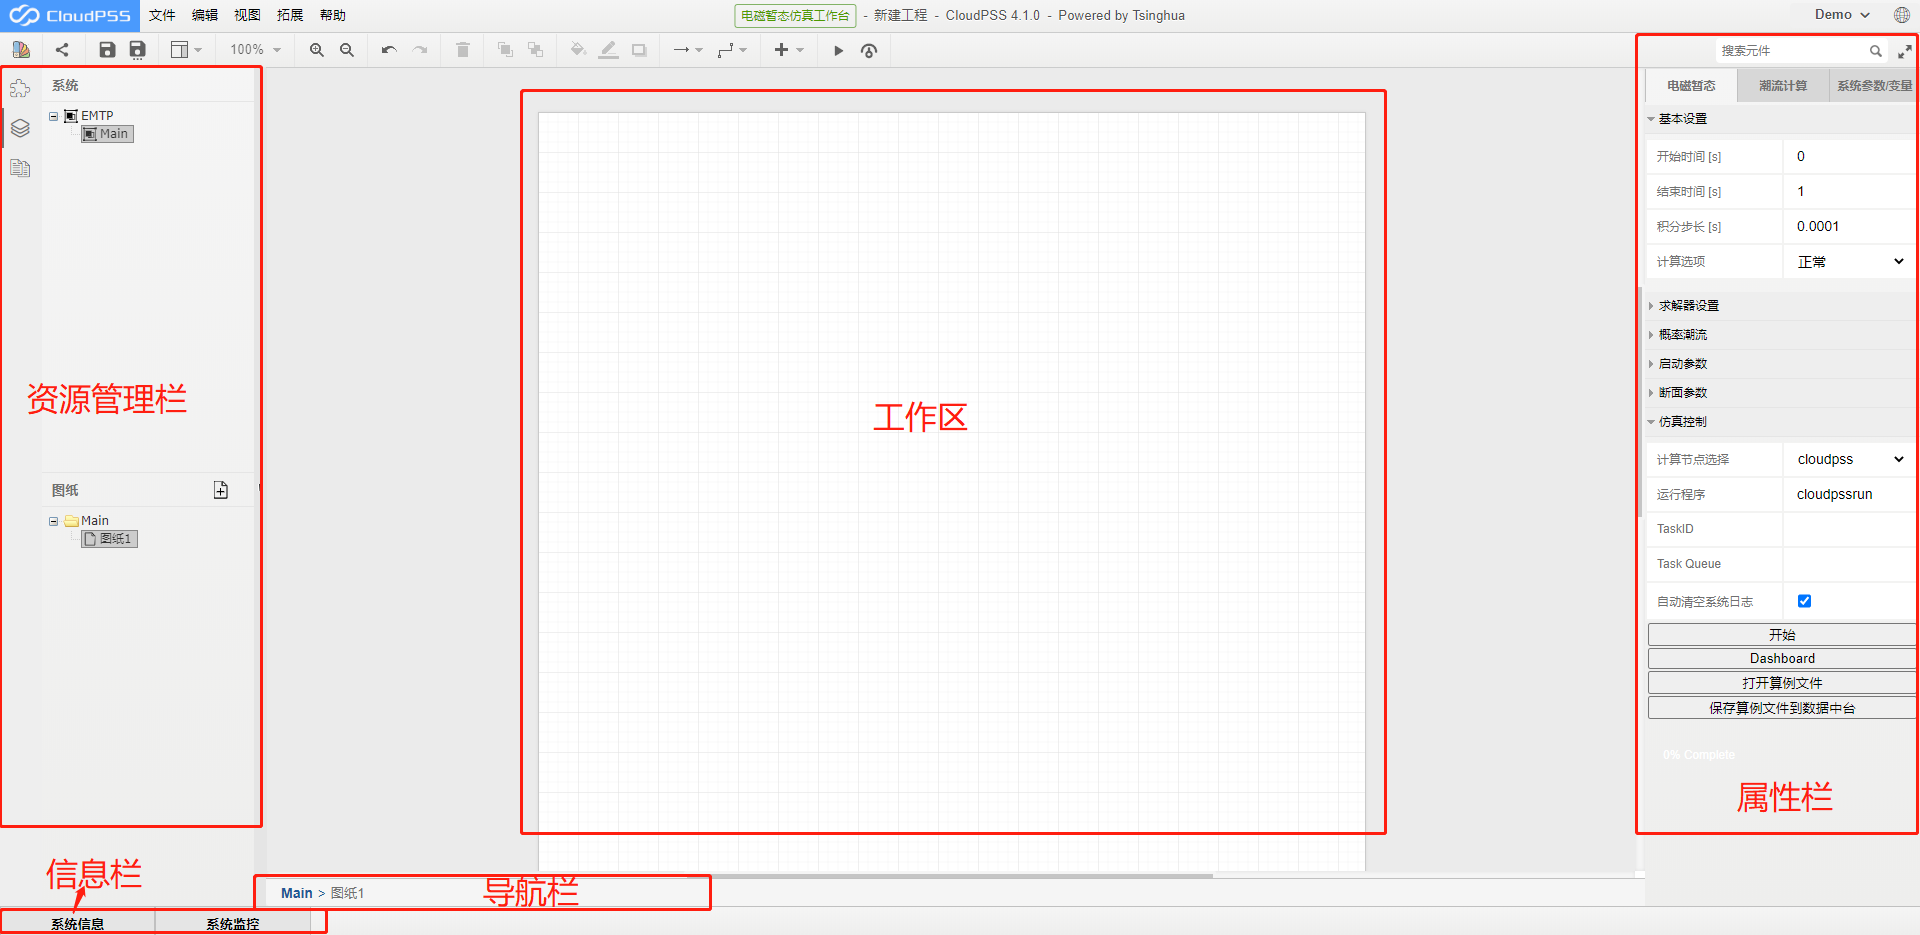 CloudPSS 文件 编辑 视图 拓展 帮助 电磁暂态仿真工作台 - 新建工程 - CloudPSS 4.1.0 - Powered by Tsinghua Demo
100% 搜索元件
系统
EMTP
Main
资源管理栏
图纸
Main
图纸1
信息栏
系统信息 系统监控
工作区
Main > 图纸1 导航栏
电磁暂态 潮流计算 系统参数/变量
基本设置
开始时间 [s] 0
结束时间 [s] 1
积分步长 [s] 0.0001
计算选项 正常
求解器设置
概率潮流
启动参数
断面参数
仿真控制
计算节点选择 cloudpss
运行程序 cloudpssrun
TaskID
Task Queue
自动清空系统日志
开始
Dashboard
打开算例文件
保存算例文件到数据中台
0% Complete
属性栏